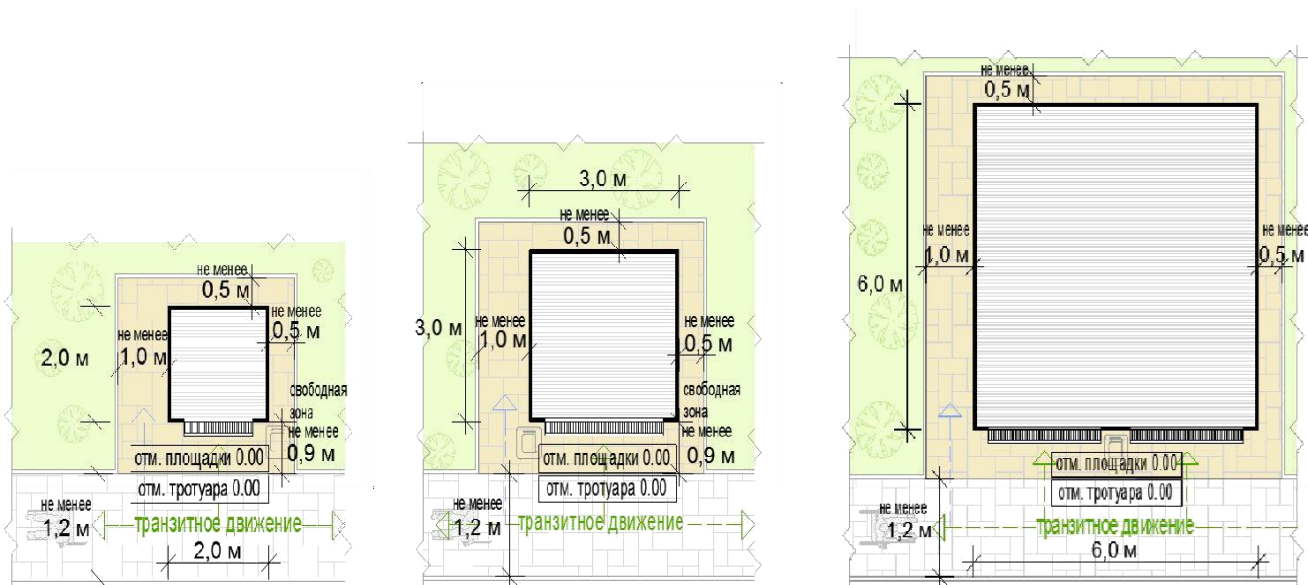 не менее
0,5 м
не менее
0,5 м
не менее
1,0 м
2,0 м
свободная
зона
не менее
0,9 м
отм. площадки 0.00
отм. тротуара 0.00
не менее
1,2 м
транзитное движение
2,0 м
3,0 м
не менее
0,5 м
3,0 м
не менее
1,0 м
не менее
0,5 м
свободная
зона
не менее
0,9 м
отм. площадки 0.00
отм. тротуара 0.00
не менее
1,2 м
транзитное движение
не менее
0,5 м
не менее
1,0 м
не менее
0,5 м
6,0 м
отм. площадки 0.00
отм. тротуара 0.00
не менее
1,2 м
транзитное движение
6,0 м